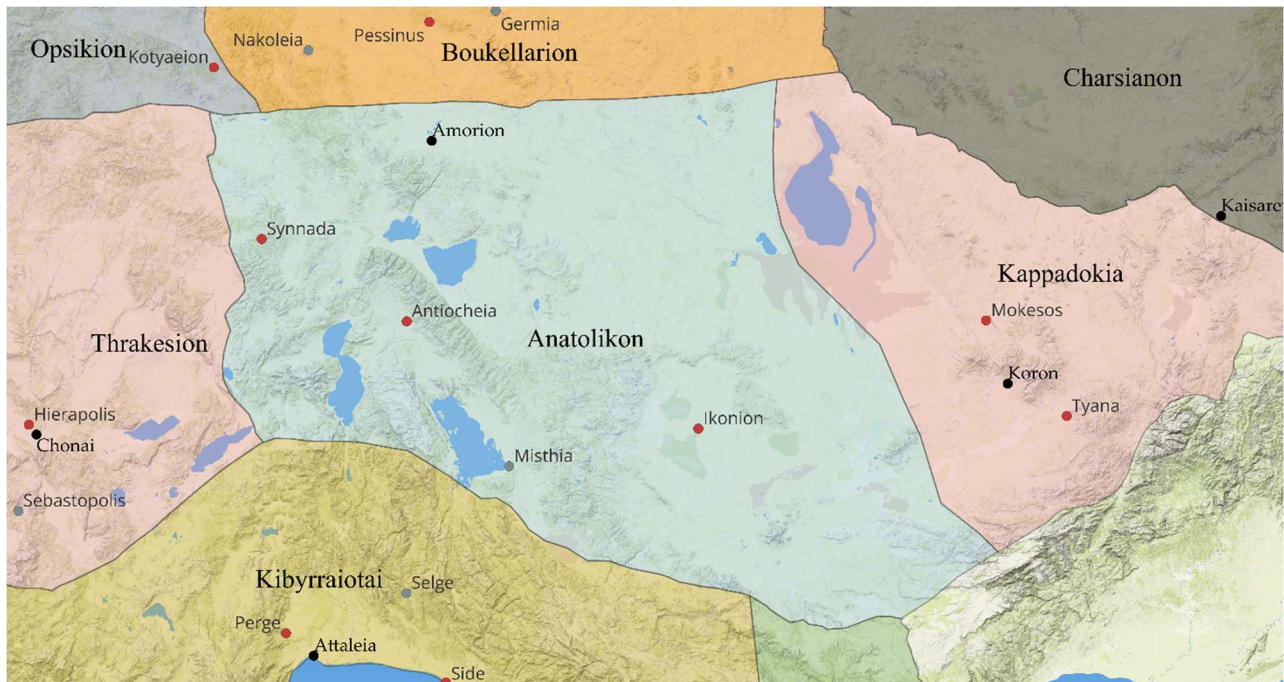 Germia
Pessinus
Nakoleia
Opsikion
Kotyaeion
Boukellarion
Charsianon
Amorion
Kaisare
Synnada
Kappadokia
Antiocheia
Mokesos
Thrakesion
Anatolikon
Koron
Tyana
Hierapolis
Chonai
Ikonion
Misthia
Sebastopolis
Kibyrraiotai
Selge
Perge
Attaleia
Side